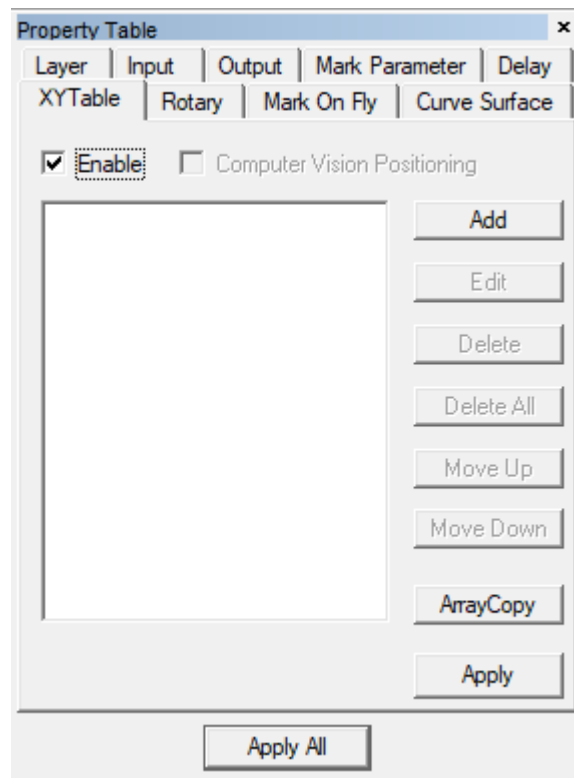 Property Table x
Layer Input Output Mark Parameter Delay
XYTable Rotary Mark On Fly Curve Surface
Enable Computer Vision Positioning
Add
Edit
Delete
Delete All
Move Up
Move Down
ArrayCopy
Apply
Apply All